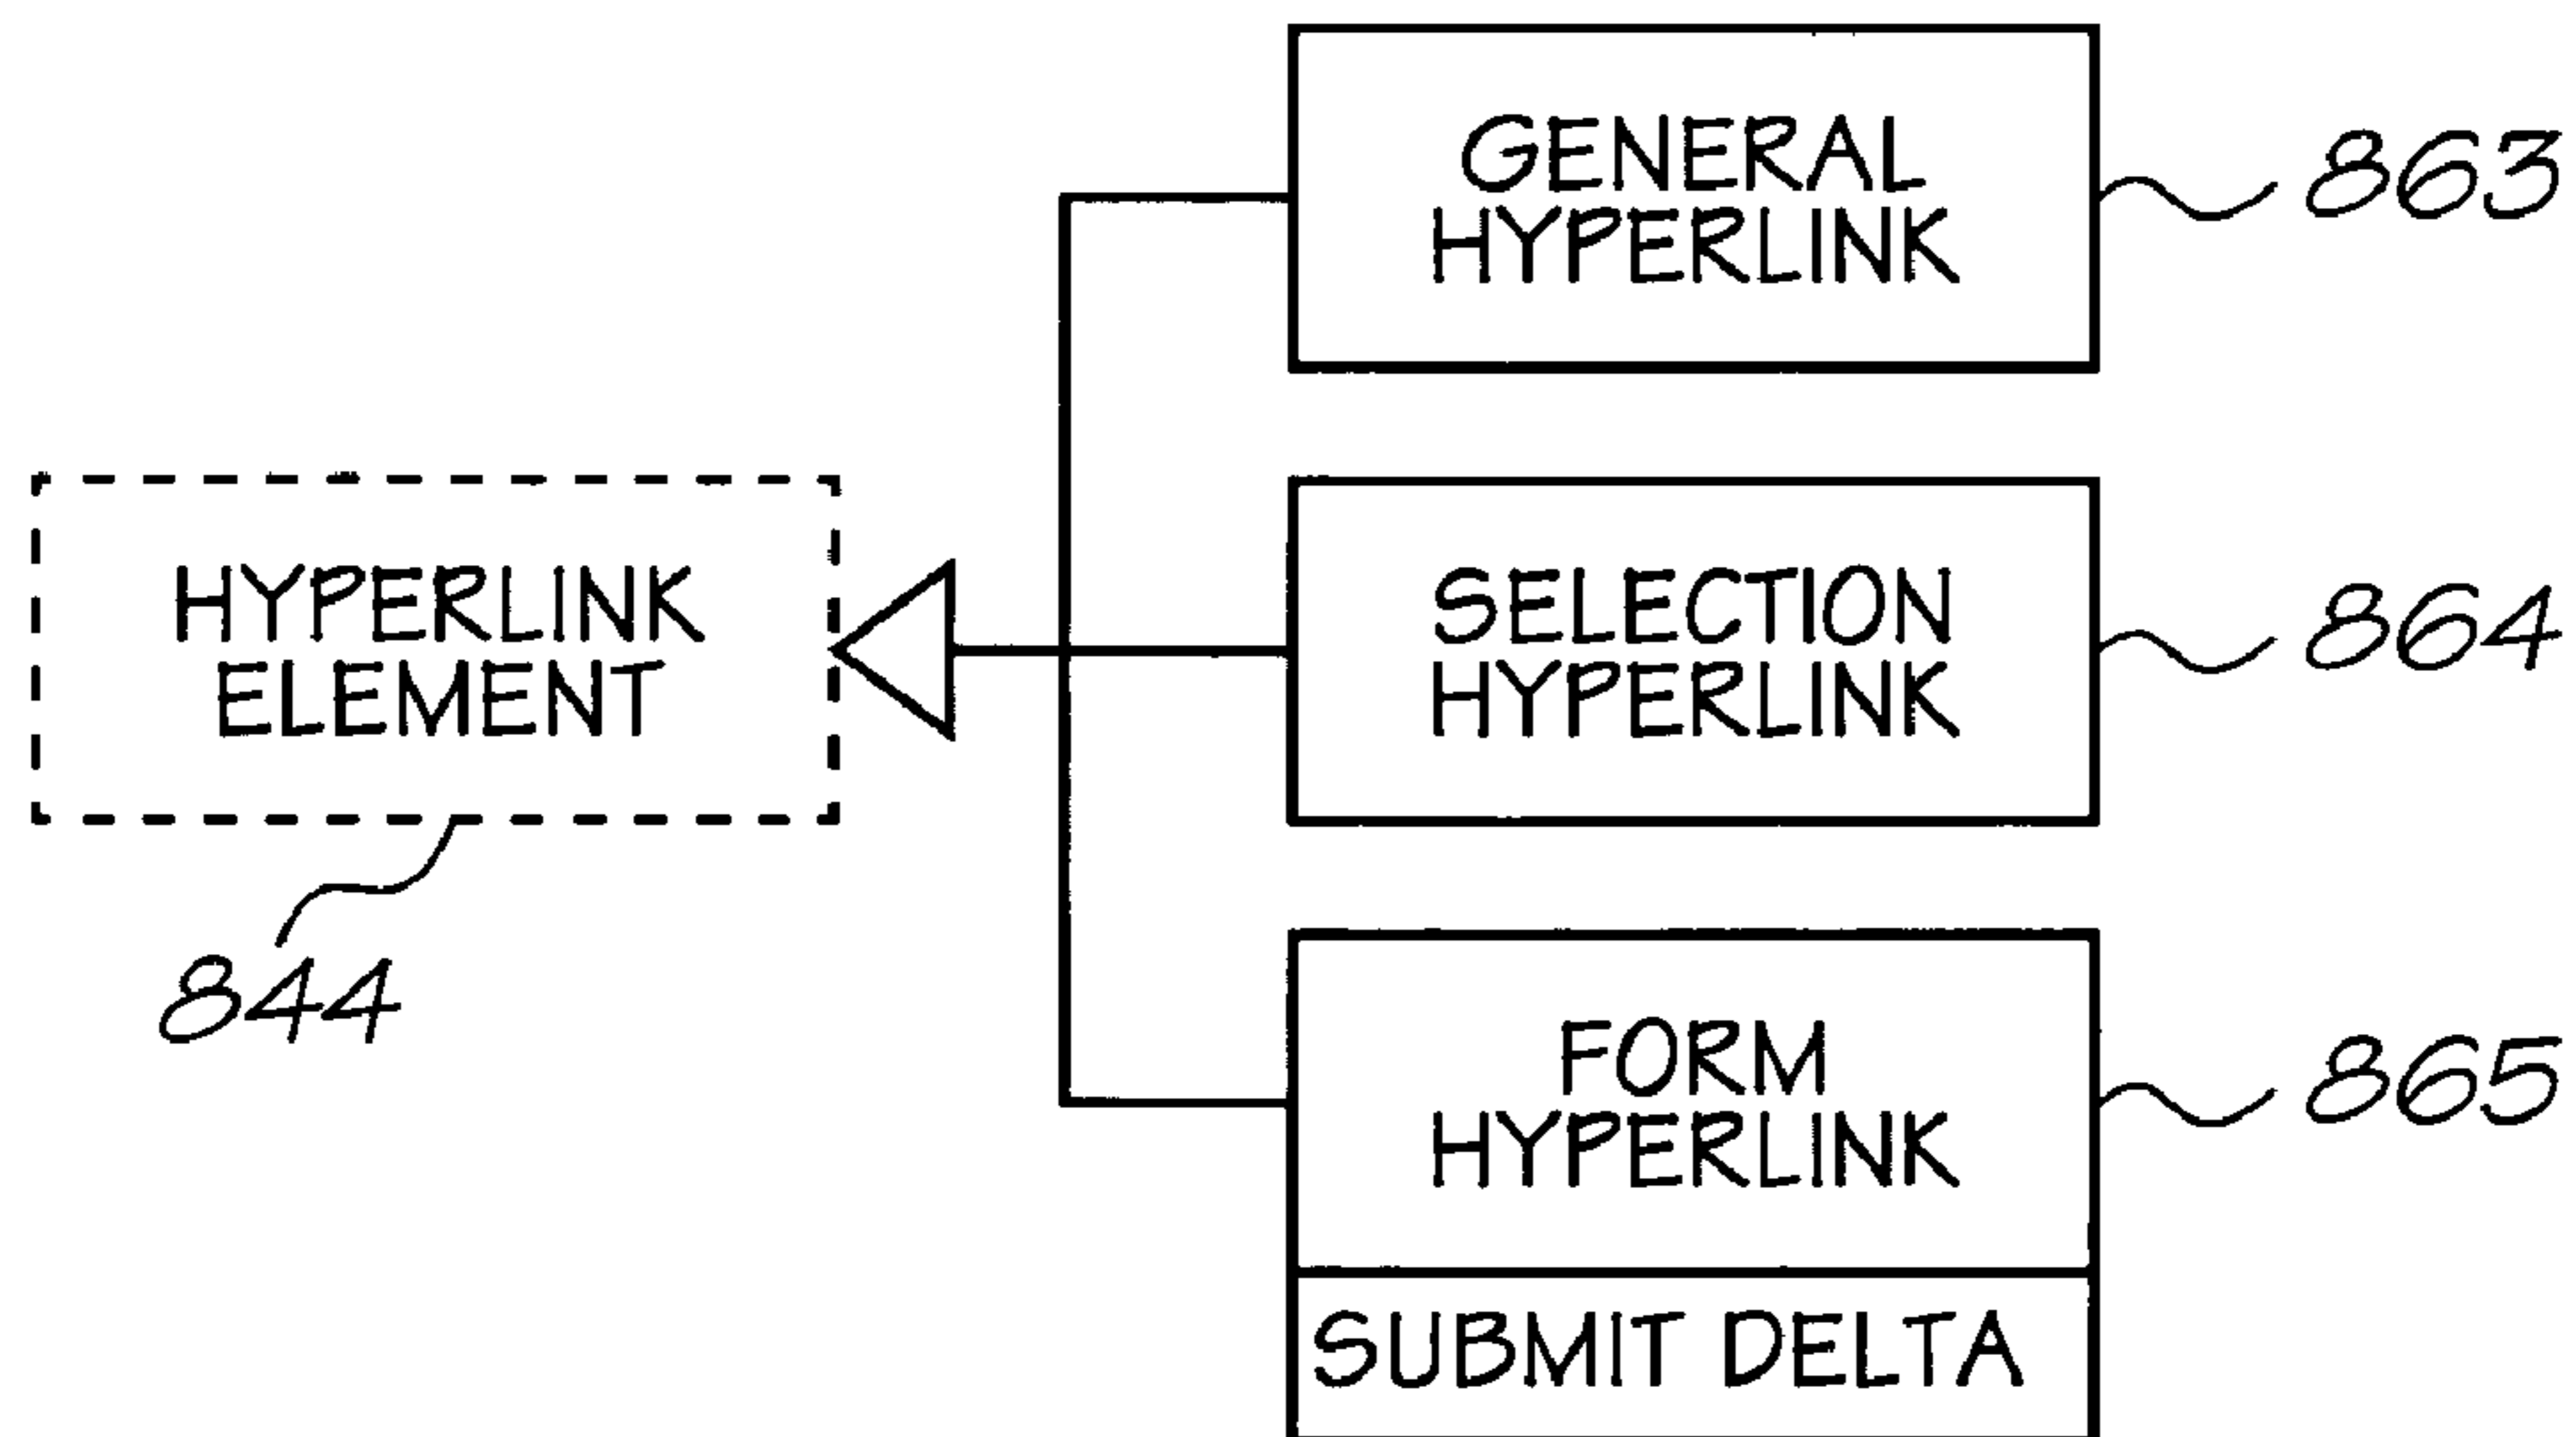 GENERAL
HYPERLINK
863
HYPERLINK
ELEMENT
844
SELECTION
HYPERLINK
864
FORM
HYPERLINK
865
SUBMIT DELTA